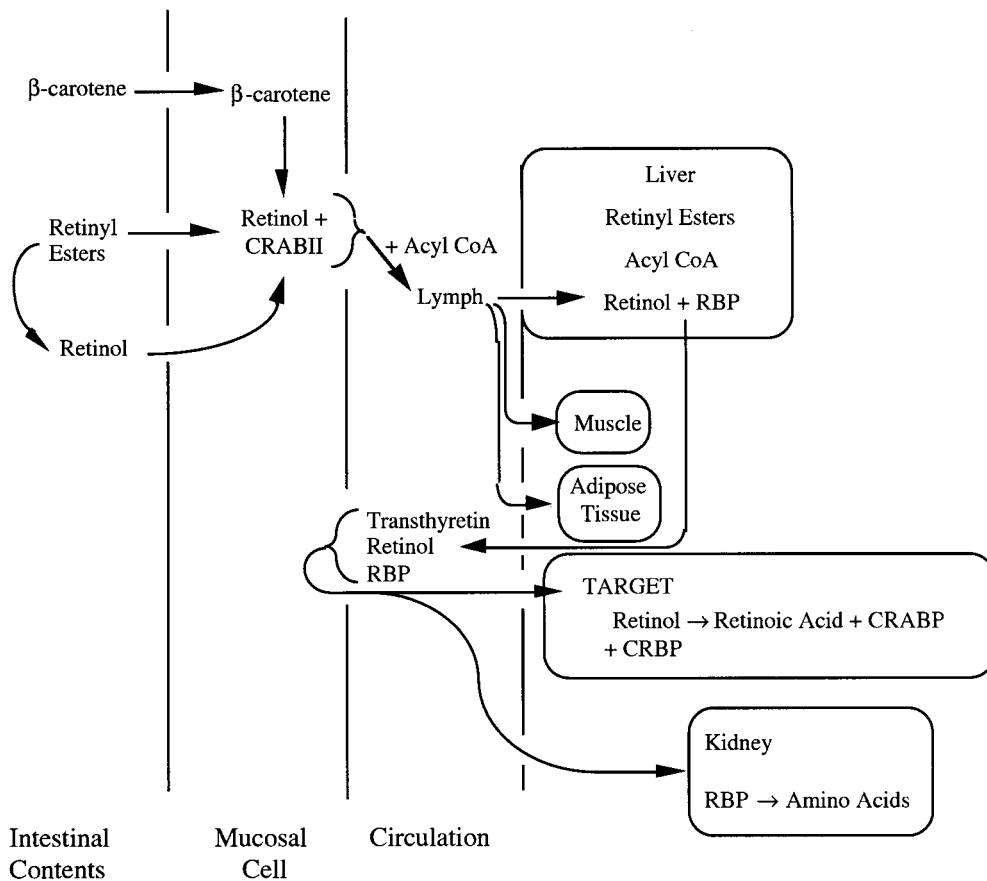 β-carotene
β-carotene
Retinyl
Esters
Retinol +
CRABII
+ Acyl CoA
Lymph
Retinol
Liver
Retinyl Esters
Acyl CoA
Retinol + RBP
Muscle
Adipose
Tissue
Transthyretin
Retinol
RBP
TARGET
Retinol → Retinoic Acid + CRABP
+ CRBP
Kidney
RBP → Amino Acids
Intestinal
Contents
Mucosal
Cell
Circulation